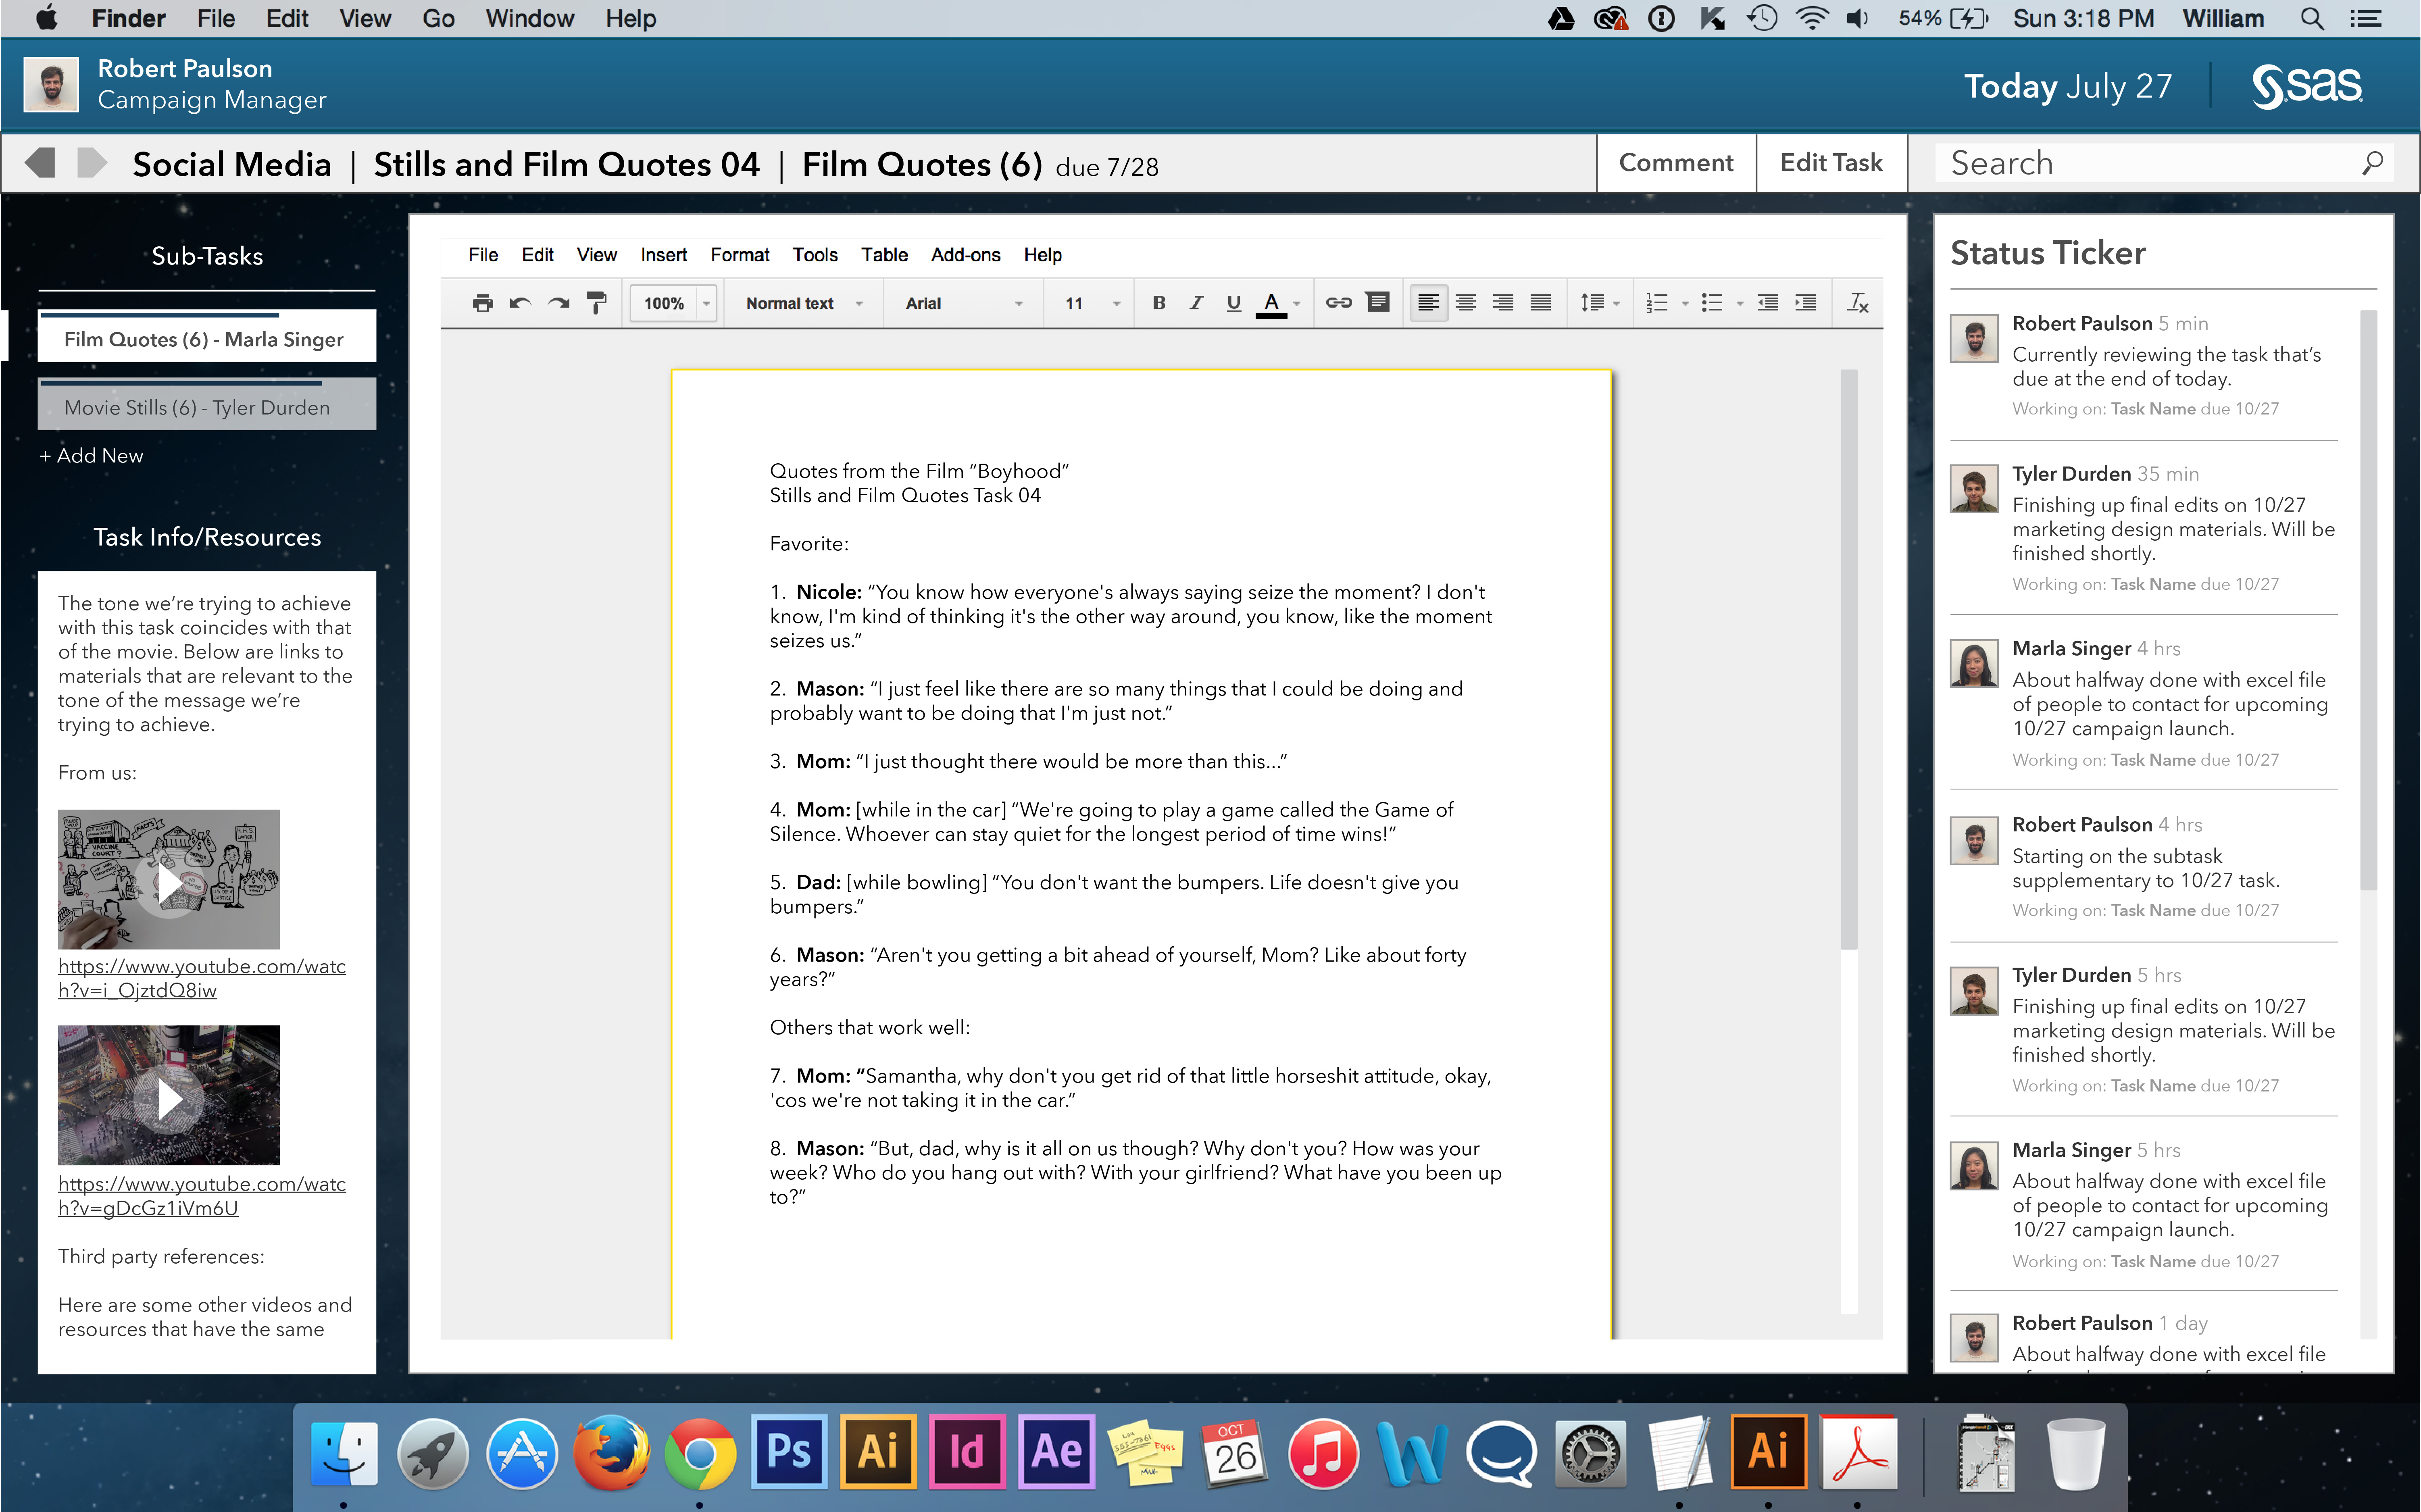 Finder File Edit View Go Window Help
54% Sun 3:18 PM William
Robert Paulson
Campaign Manager
Today July 27
sas
Social Media | Stills and Film Quotes 04 | Film Quotes (6) due 7/28
Comment
Edit Task
Search
Sub-Tasks
Film Quotes (6) - Marla Singer
Movie Stills (6) - Tyler Durden
+ Add New
Task Info/Resources
The tone we’re trying to achieve
with this task coincides with that
of the movie. Below are links to
materials that are relevant to the
tone of the message we’re
trying to achieve.
From us:
VACCINE
COURT?
https://www.youtube.com/watc
h?v=i_OjztdQ8iw
https://www.youtube.com/watc
h?v=gDcGz1iVm6U
Third party references:
Here are some other videos and
resources that have the same
File Edit View Insert Format Tools Table Add-ons Help
100% Normal text Arial 11 B I U A
Quotes from the Film “Boyhood”
Stills and Film Quotes Task 04
Favorite:
1. Nicole: “You know how everyone's always saying seize the moment? I don't
know, I'm kind of thinking it's the other way around, you know, like the moment
seizes us.”
2. Mason: “I just feel like there are so many things that I could be doing and
probably want to be doing that I'm just not.”
3. Mom: “I just thought there would be more than this...”
4. Mom: [while in the car] “We're going to play a game called the Game of
Silence. Whoever can stay quiet for the longest period of time wins!”
5. Dad: [while bowling] “You don't want the bumpers. Life doesn't give you
bumpers.”
6. Mason: “Aren't you getting a bit ahead of yourself, Mom? Like about forty
years?”
Others that work well:
7. Mom: “Samantha, why don't you get rid of that little horseshit attitude, okay,
'cos we're not taking it in the car.”
8. Mason: “But, dad, why is it all on us though? Why don't you? How was your
week? Who do you hang out with? With your girlfriend? What have you been up
to?”
Status Ticker
Robert Paulson 5 min
Currently reviewing the task that’s
due at the end of today.
Working on: Task Name due 10/27
Tyler Durden 35 min
Finishing up final edits on 10/27
marketing design materials. Will be
finished shortly.
Working on: Task Name due 10/27
Marla Singer 4 hrs
About halfway done with excel file
of people to contact for upcoming
10/27 campaign launch.
Working on: Task Name due 10/27
Robert Paulson 4 hrs
Starting on the subtask
supplementary to 10/27 task.
Working on: Task Name due 10/27
Tyler Durden 5 hrs
Finishing up final edits on 10/27
marketing design materials. Will be
finished shortly.
Working on: Task Name due 10/27
Marla Singer 5 hrs
About halfway done with excel file
of people to contact for upcoming
10/27 campaign launch.
Working on: Task Name due 10/27
Robert Paulson 1 day
About halfway done with excel file
Ps Ai Id Ae
EGGS
MILK
OCT
26
W
Ai